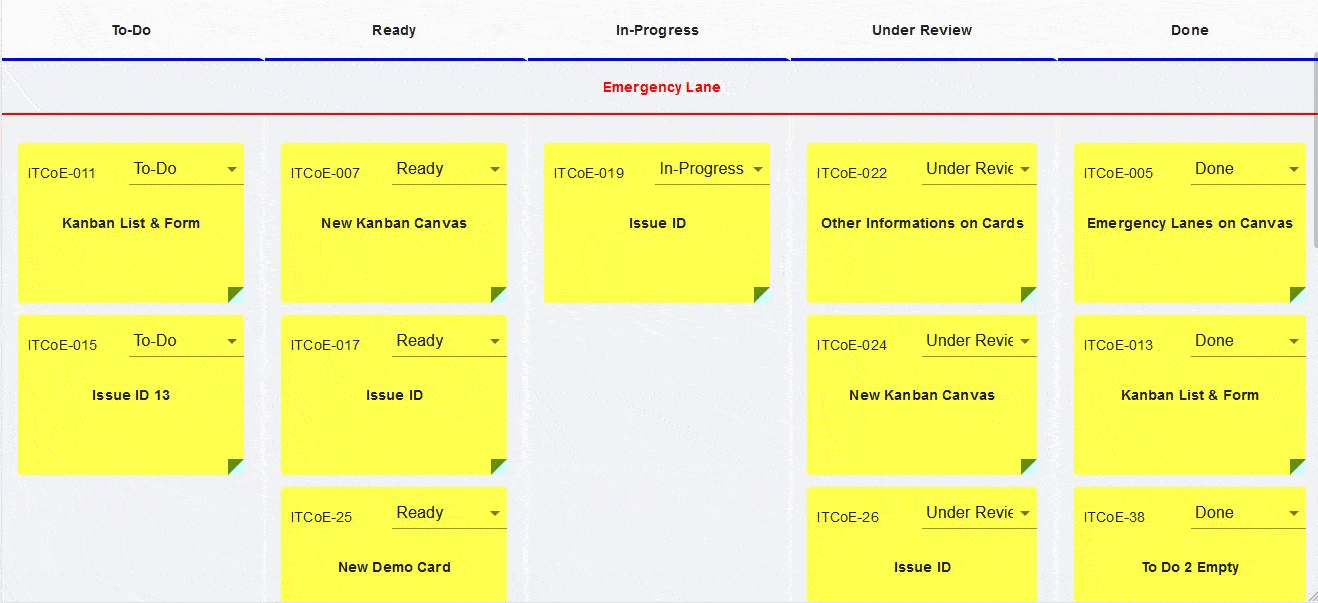 To-Do Ready In-Progress Under Review Done
Emergency Lane
ITCoE-011 To-Do
Kanban List & Form
ITCoE-007 Ready
New Kanban Canvas
ITCoE-019 In-Progress
Issue ID
ITCoE-022 Under Revie
Other Informations on Cards
ITCoE-005 Done
Emergency Lanes on Canvas
ITCoE-015 To-Do
Issue ID 13
ITCoE-017 Ready
Issue ID
ITCoE-024 Under Revie
New Kanban Canvas
ITCoE-013 Done
Kanban List & Form
ITCoE-25 Ready
New Demo Card
ITCoE-26 Under Revie
Issue ID
ITCoE-38 Done
To Do 2 Empty